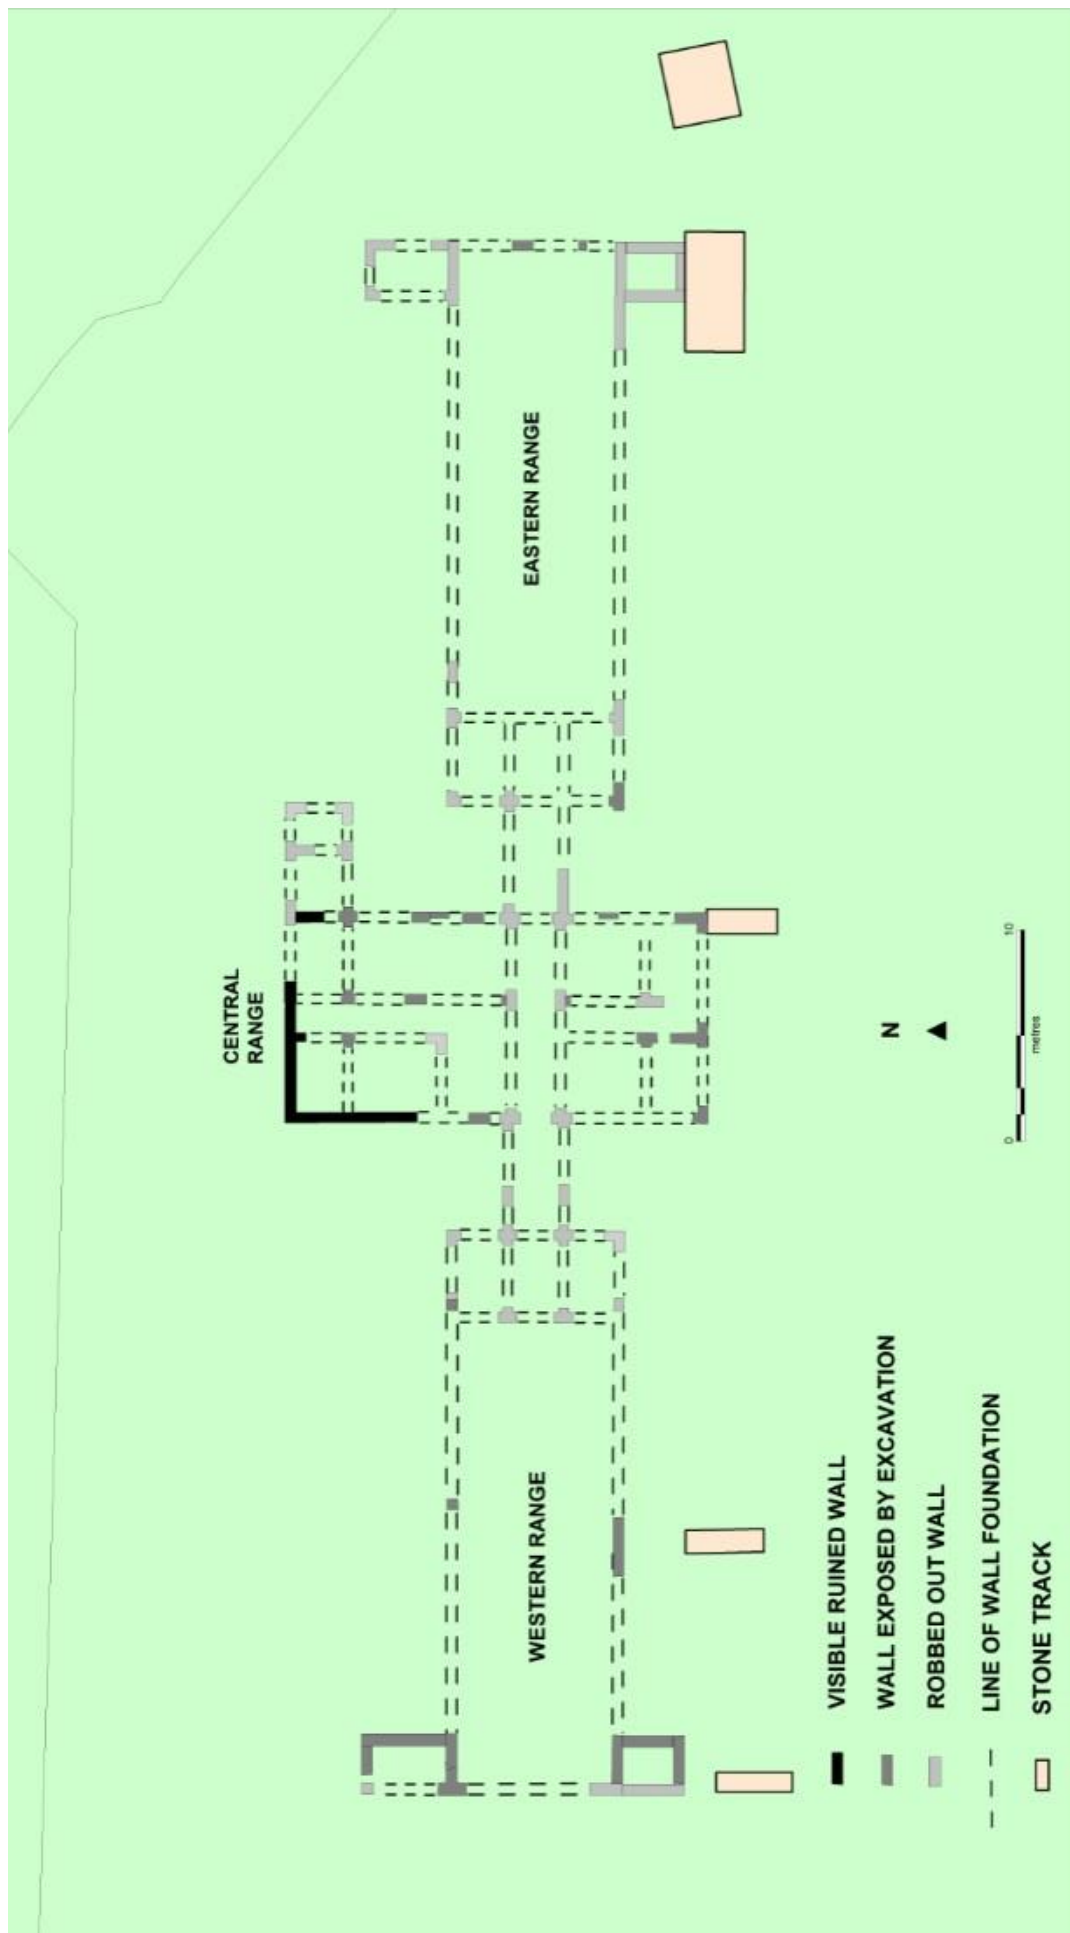 CENTRAL
RANGE
WESTERN RANGE
EASTERN RANGE
VISIBLE RUINED WALL
WALL EXPOSED BY EXCAVATION
ROBBED OUT WALL
LINE OF WALL FOUNDATION
STONE TRACK
N
0
10
metres